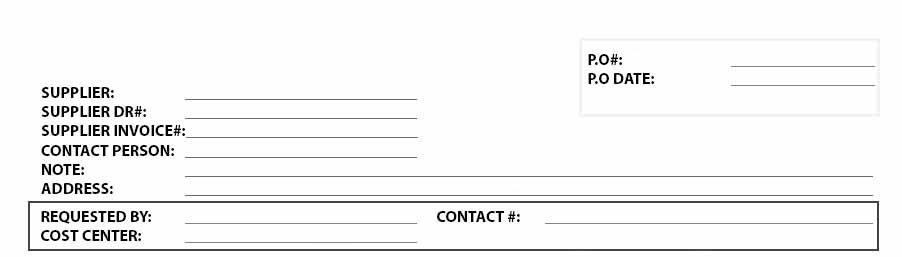 P.O#:
P.O DATE:
SUPPLIER:
SUPPLIER DR#:
SUPPLIER INVOICE#:
CONTACT PERSON:
NOTE:
ADDRESS:
REQUESTED BY: CONTACT #:
COST CENTER: